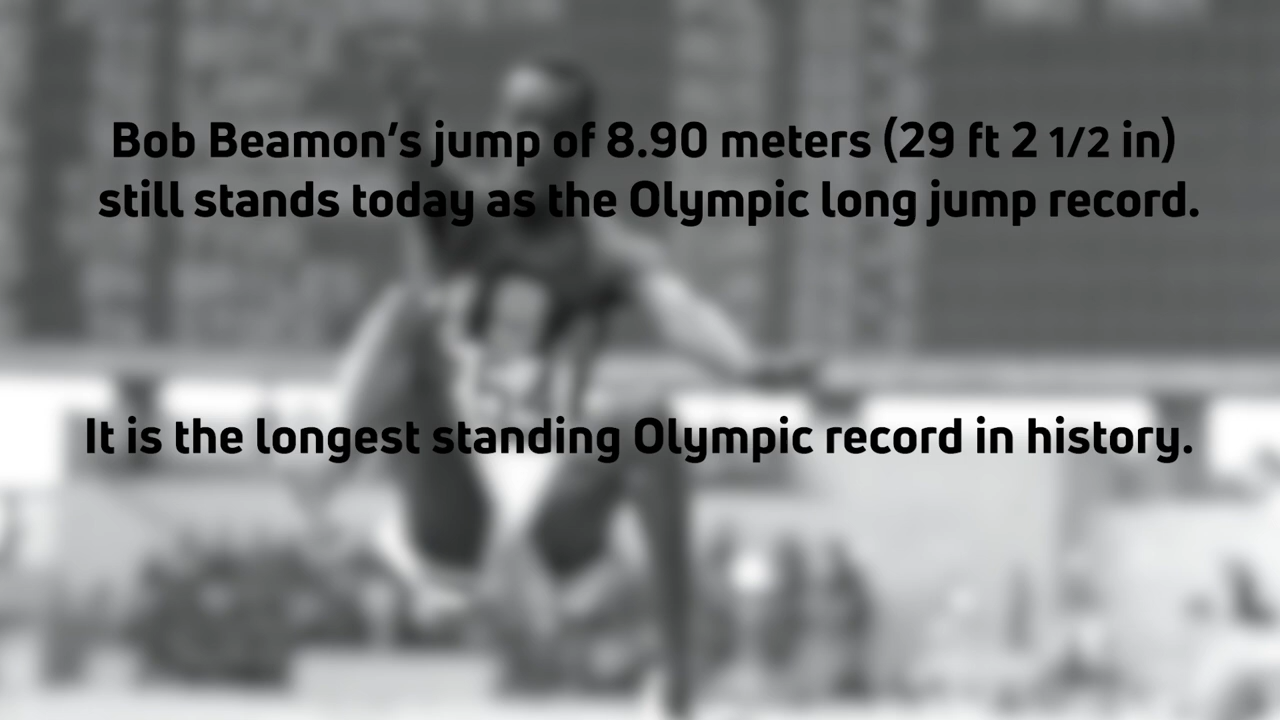 Bob Beamon’s jump of 8.90 meters (29 ft 2 1/2 in)
still stands today as the Olympic long jump record.
It is the longest standing Olympic record in history.